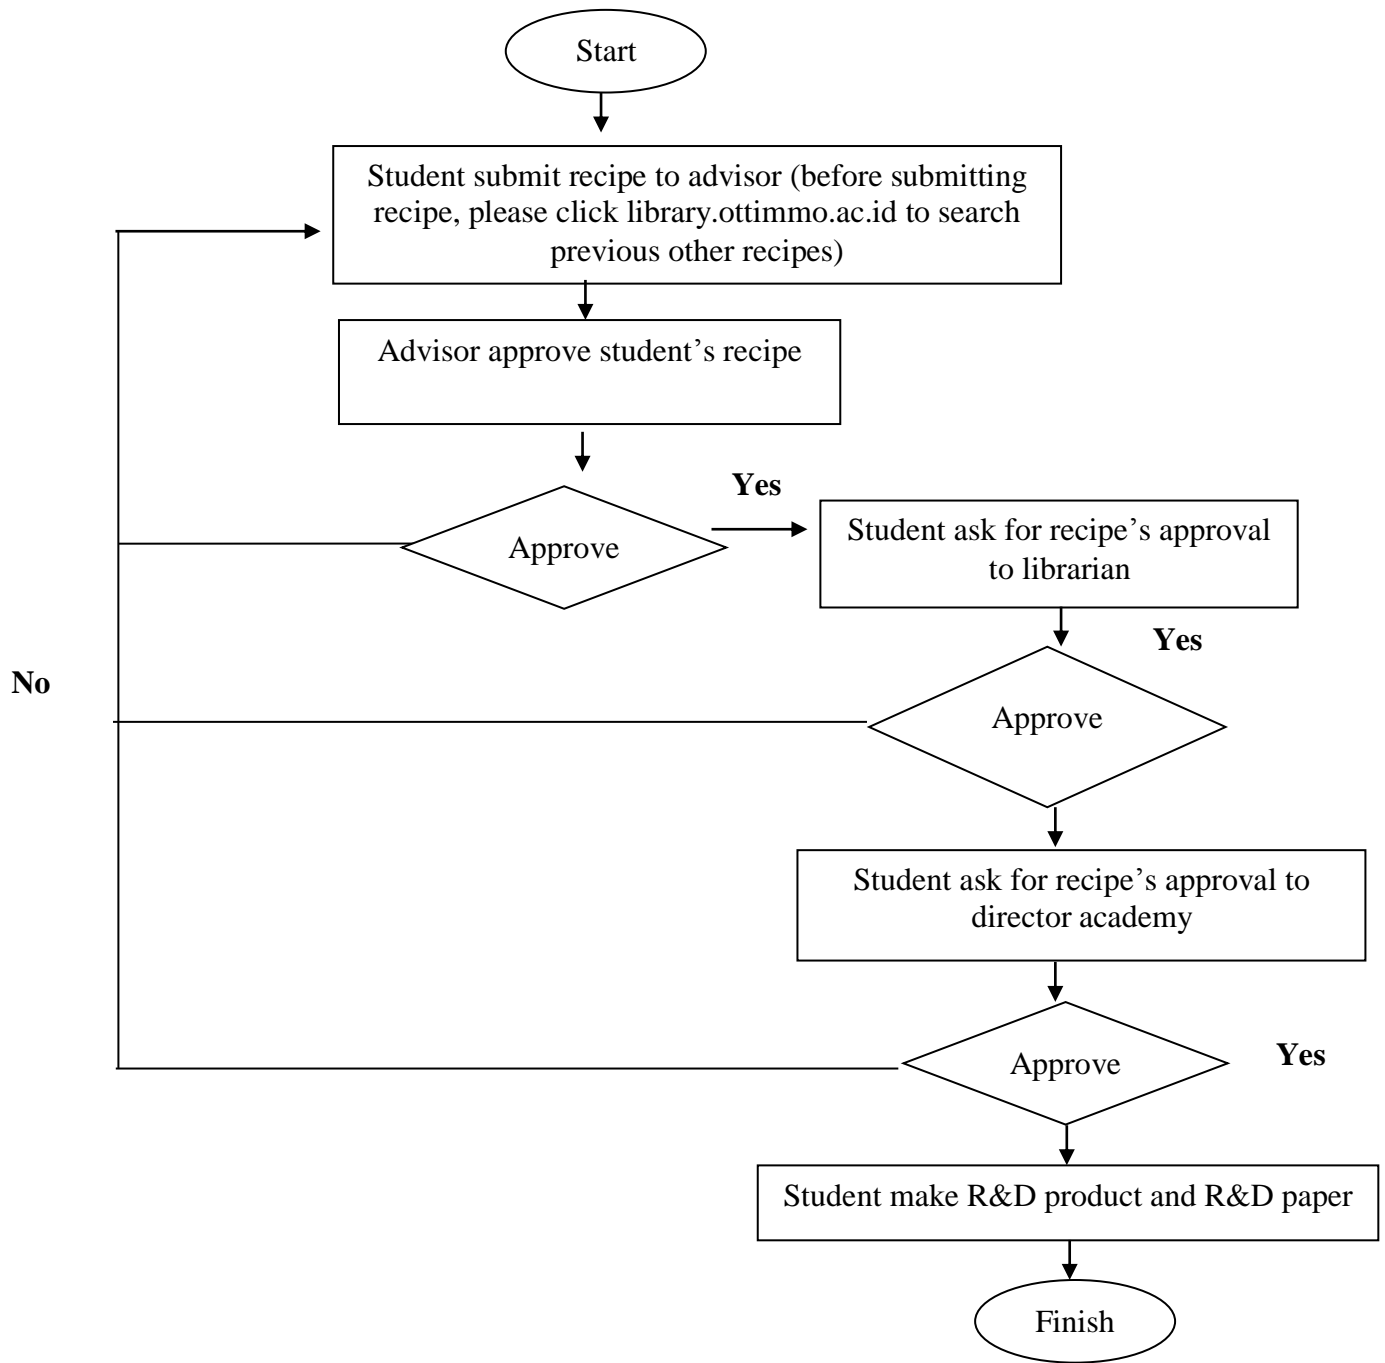 Start
Student submit recipe to advisor (before submitting
recipe, please click library.ottimmo.ac.id to search
previous other recipes)
Advisor approve student’s recipe
Yes
Approve
Student ask for recipe’s approval
to librarian
Yes
No
Approve
Student ask for recipe’s approval to
director academy
Approve
Yes
Student make R&D product and R&D paper
Finish